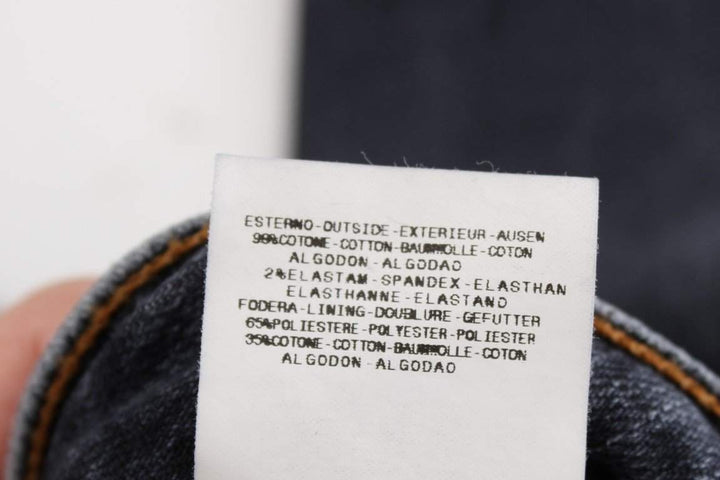 ESTERNO-OUTSIDE-EXTERIEUR-AUSEN
98%COTONE-COTTON-BAUMWOLLE-COTON
ALGODON-ALGODAO
2%ELASTAM-SPANDEX-ELASTHAN
ELASTHANNE-ELASTANO
FODERA-LINING-DOUBLURE-GEFUTTER
65%POLIESTERE-POLYESTER-POLIESTER
35%COTONE-COTTON-BAUMWOLLE-COTON
ALGODON-ALGODAO